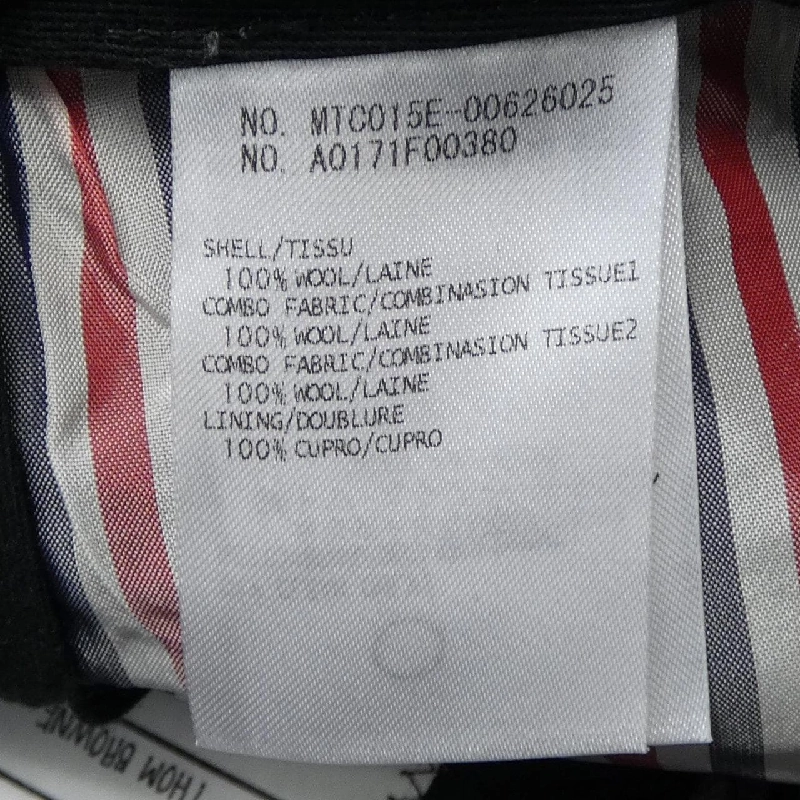 NO. MTC015E-00626025
NO. A0171F00380
SHELL/TISSU
100% WOOL/LAINE
COMBO FABRIC/COMBINASION TISSUE1
100% WOOL/LAINE
COMBO FABRIC/COMBINASION TISSUE2
100% WOOL/LAINE
LINING/DOUBLURE
100% CUPRO/CUPRO
THOM BROWNE